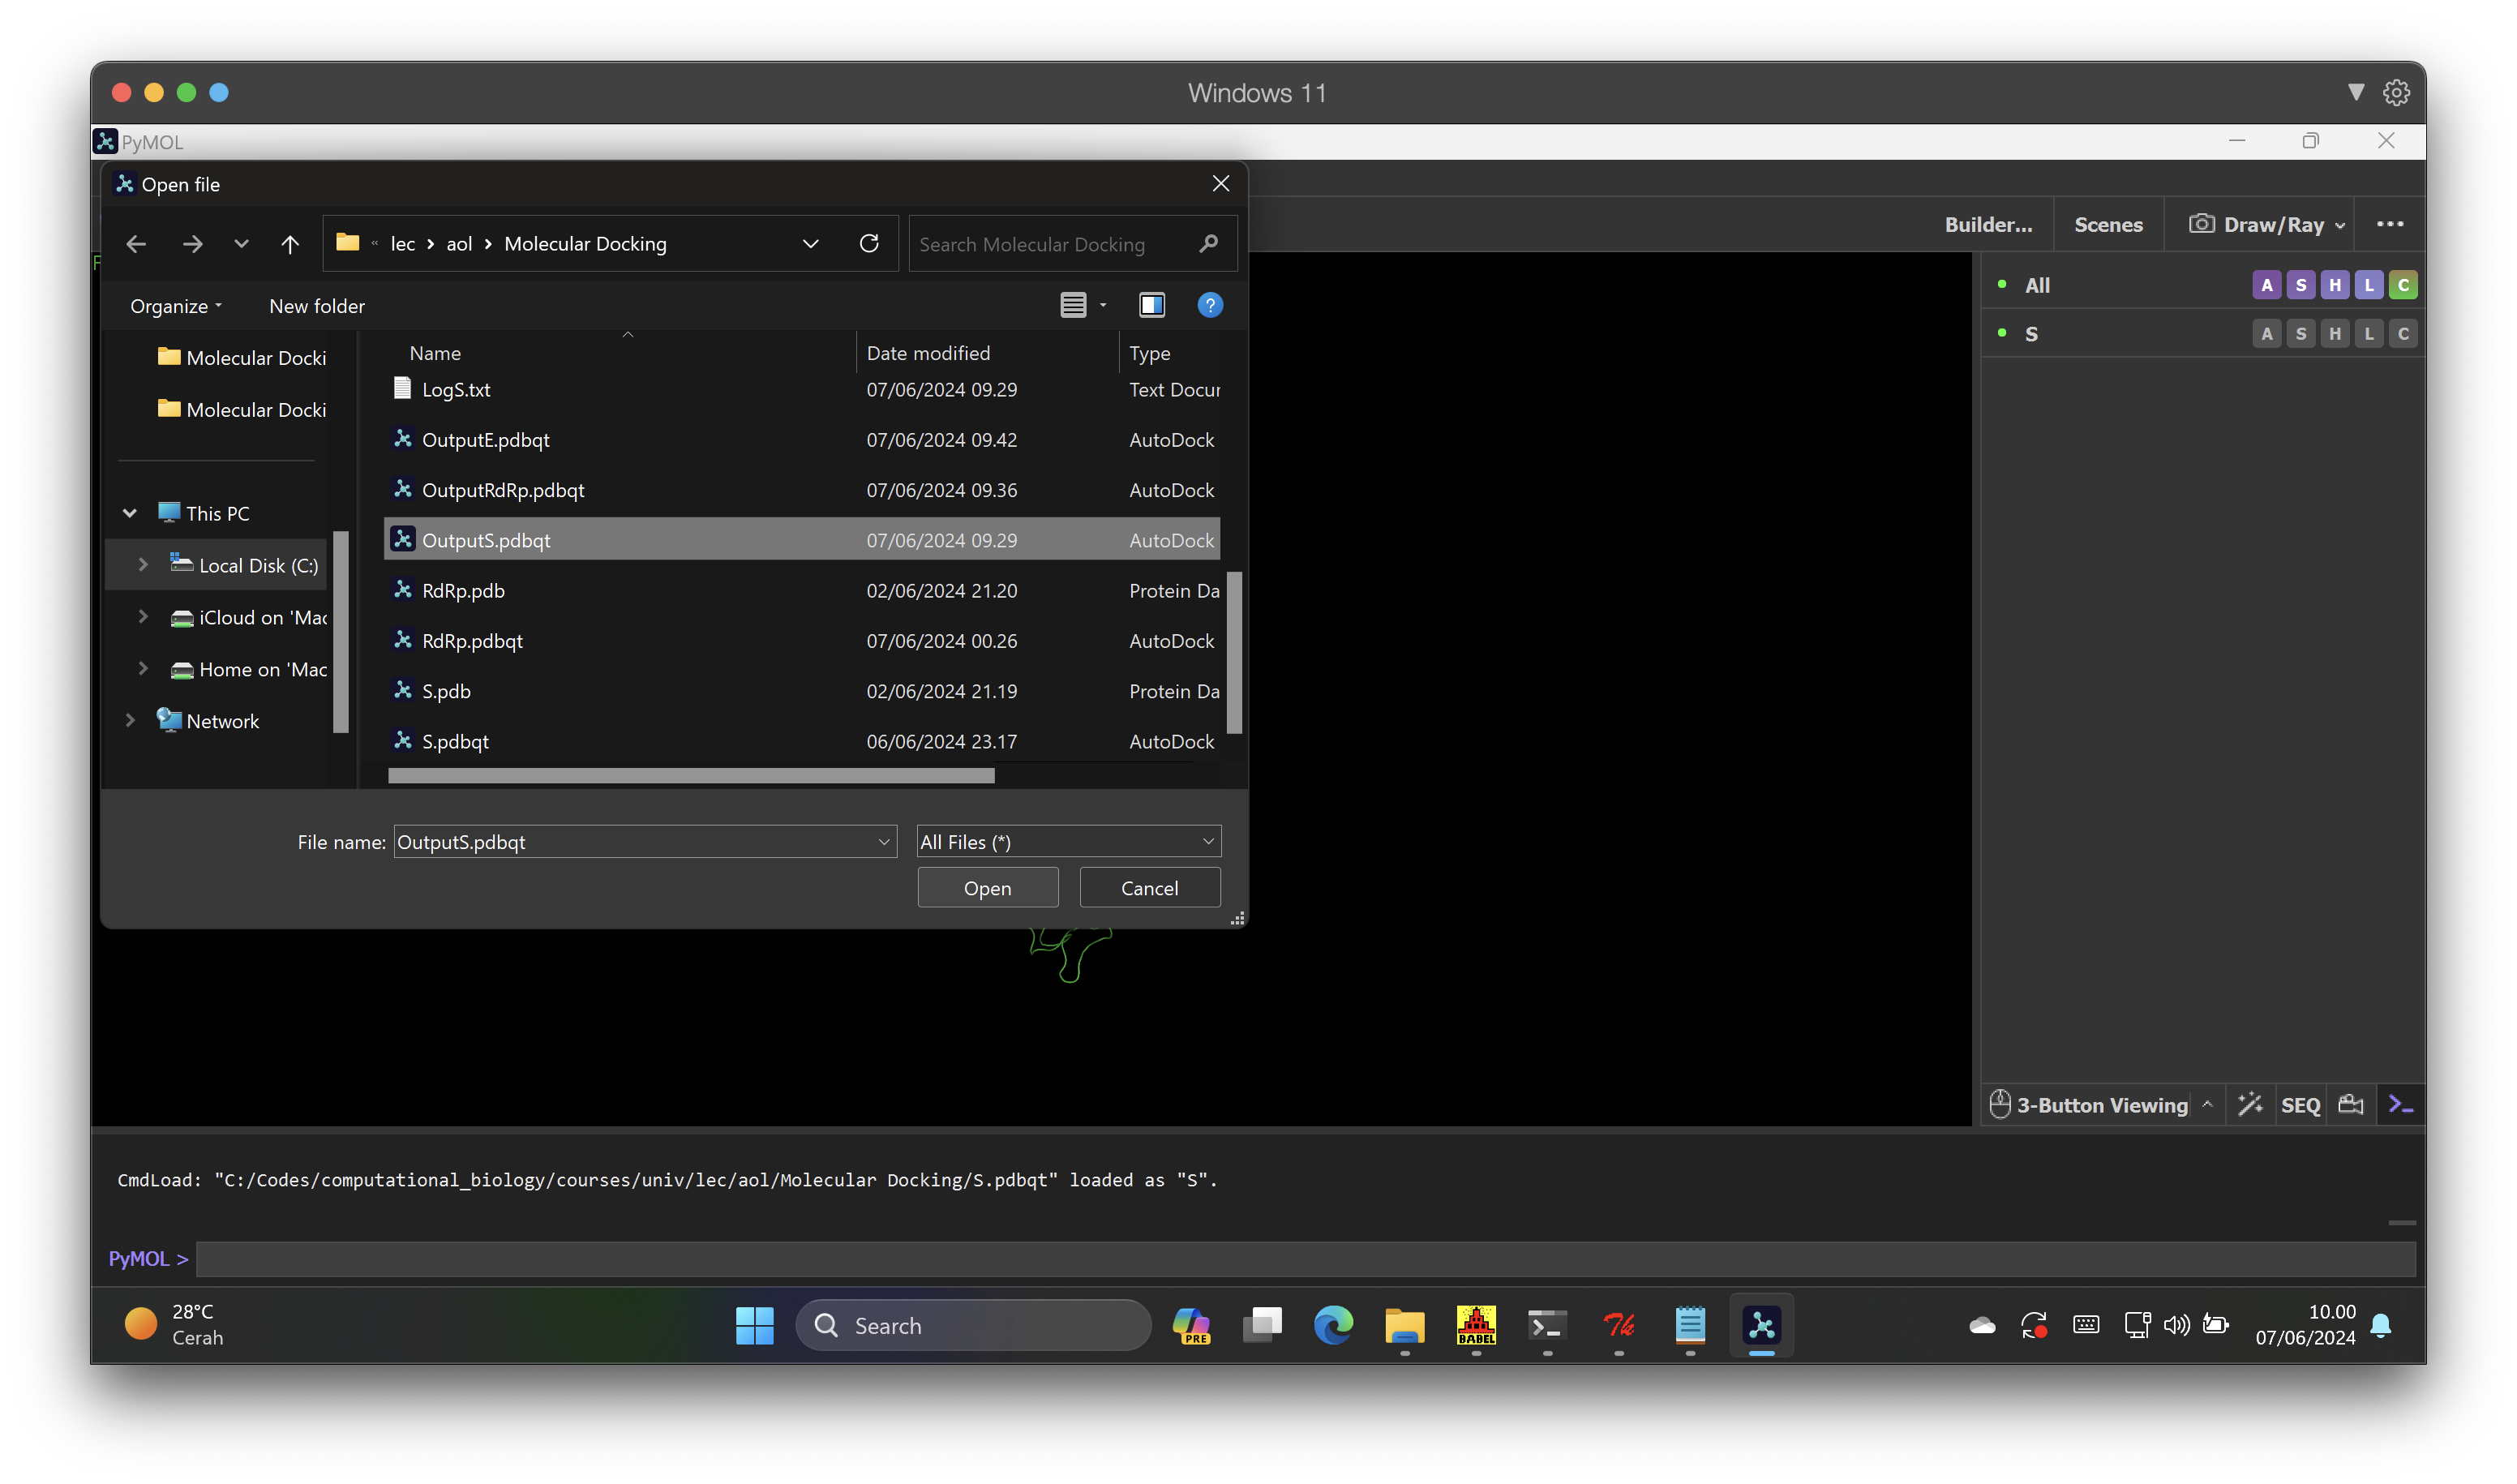 Windows 11
PyMOL
Open file
« lec > aol > Molecular Docking
Search Molecular Docking
Builder...
Scenes
Draw/Ray
Organize
New folder
?
All
A S H L C
S
A S H L C
Molecular Docki
Molecular Docki
This PC
Local Disk (C:)
iCloud on 'Mac
Home on 'Mac
Network
Name Date modified Type
LogS.txt 07/06/2024 09.29 Text Docur
OutputE.pdbqt 07/06/2024 09.42 AutoDock
OutputRdRp.pdbqt 07/06/2024 09.36 AutoDock
OutputS.pdbqt 07/06/2024 09.29 AutoDock
RdRp.pdb 02/06/2024 21.20 Protein Da
RdRp.pdbqt 07/06/2024 00.26 AutoDock
S.pdb 02/06/2024 21.19 Protein Da
S.pdbqt 06/06/2024 23.17 AutoDock
File name: OutputS.pdbqt
All Files (*)
Open
Cancel
3-Button Viewing
SEQ
CmdLoad: "C:/Codes/computational_biology/courses/univ/lec/aol/Molecular Docking/S.pdbqt" loaded as "S".
PyMOL >
28°C
Cerah
Search
PRE
BABEL
Tk
10.00
07/06/2024